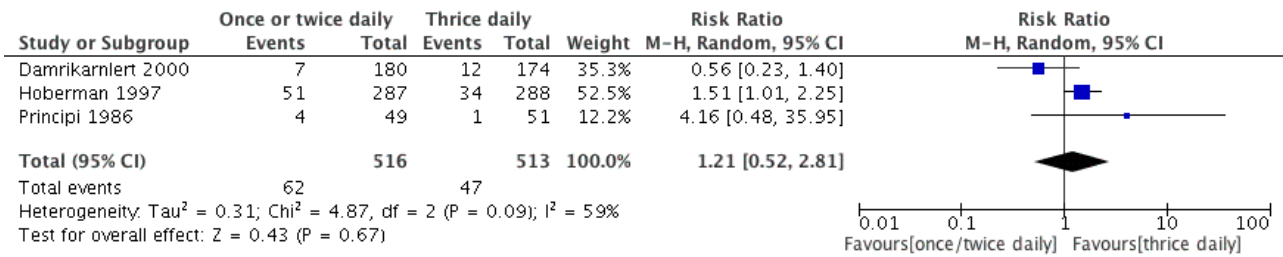 Once or twice daily Thrice daily Risk Ratio Risk Ratio
Study or Subgroup Events Total Events Total Weight M-H, Random, 95% CI M-H, Random, 95% CI
Damrikarnlert 2000 7 180 12 174 35.3% 0.56 [0.23, 1.40]
Hoberman 1997 51 287 34 288 52.5% 1.51 [1.01, 2.25]
Principi 1986 4 49 1 51 12.2% 4.16 [0.48, 35.95]
Total (95% CI) 516 513 100.0% 1.21 [0.52, 2.81]
Total events 62 47
Heterogeneity: Tau² = 0.31; Chi² = 4.87, df = 2 (P = 0.09); I² = 59%
Test for overall effect: Z = 0.43 (P = 0.67)
0.01 0.1 1 10 100
Favours[once/twice daily] Favours[thrice daily]